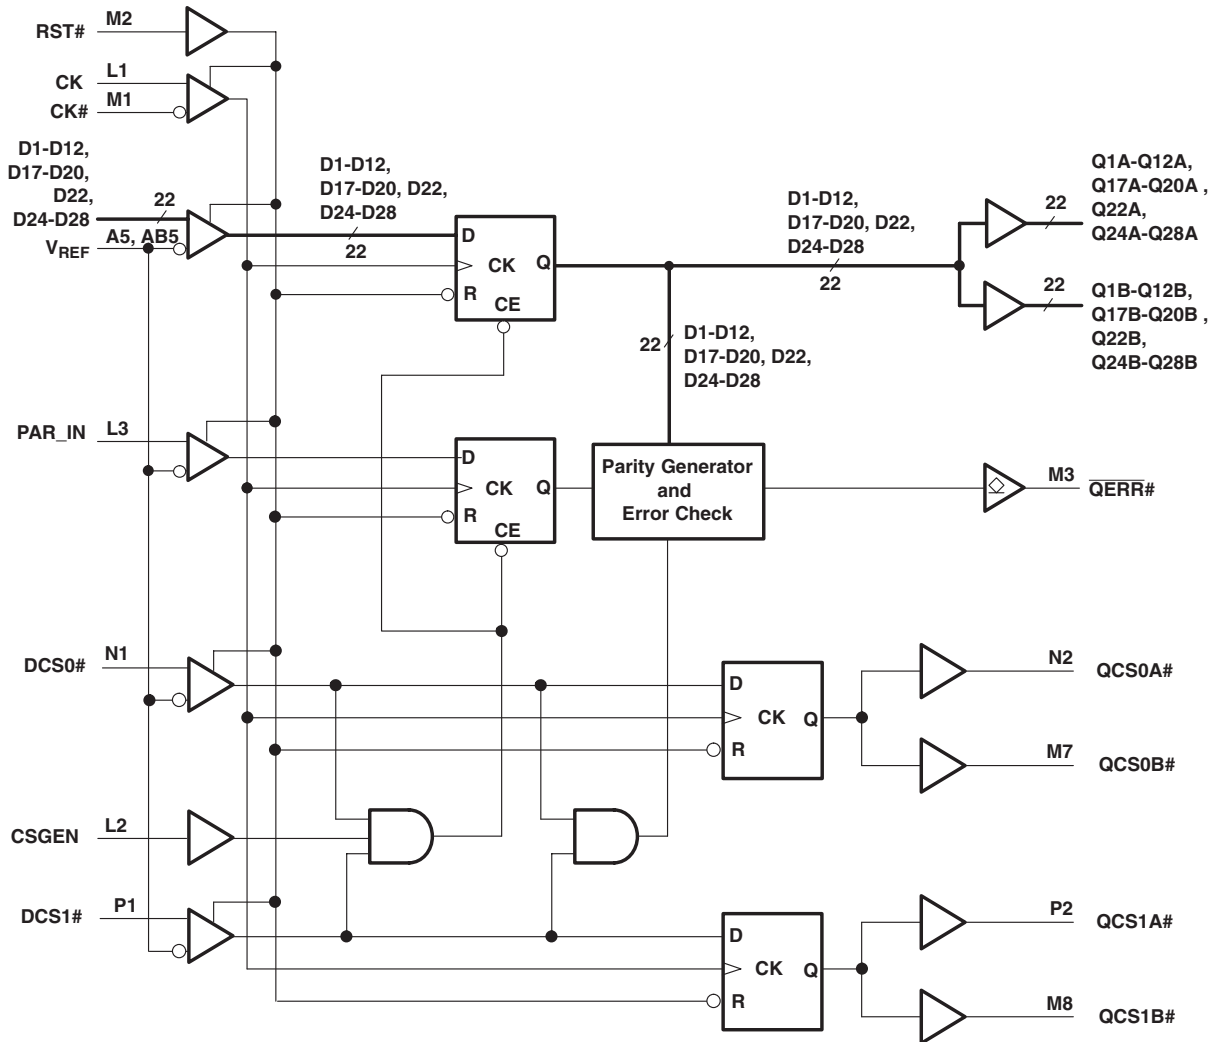 RST#
M2
CK
L1
CK#
M1
D1-D12,
D17-D20,
D22,
D24-D28
22
VREF
A5, AB5
D1-D12,
D17-D20, D22,
D24-D28
22
D
CK
Q
R
CE
D1-D12,
D17-D20, D22,
D24-D28
22
22
Q1A-Q12A,
Q17A-Q20A ,
Q22A,
Q24A-Q28A
22
Q1B-Q12B,
Q17B-Q20B ,
Q22B,
Q24B-Q28B
22
D1-D12,
D17-D20, D22,
D24-D28
PAR_IN
L3
D
CK
Q
R
CE
Parity Generator
and
Error Check
M3
QERR#
DCS0#
N1
D
CK
Q
R
N2
QCS0A#
M7
QCS0B#
CSGEN
L2
DCS1#
P1
D
CK
Q
R
P2
QCS1A#
M8
QCS1B#